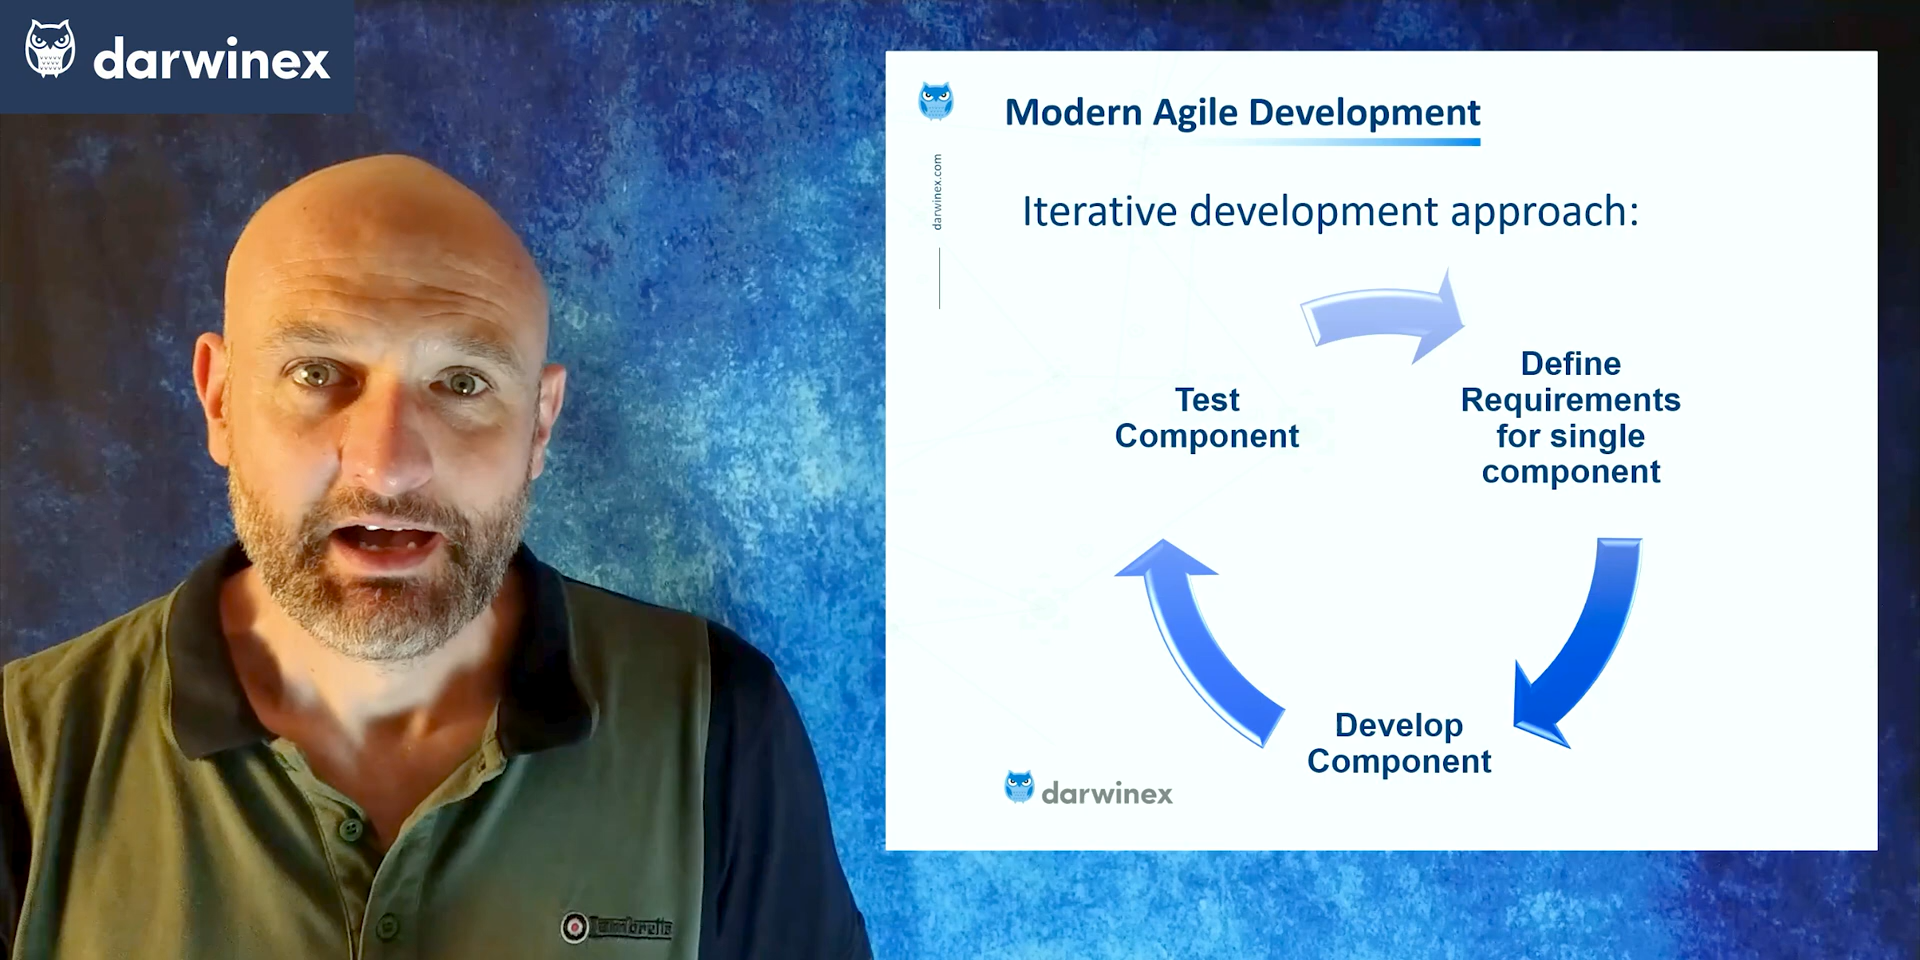 darwinex
Modern Agile Development
darwinex.com
Iterative development approach:
Test
Component
Define
Requirements
for single
component
Develop
Component
darwinex
Lambretta